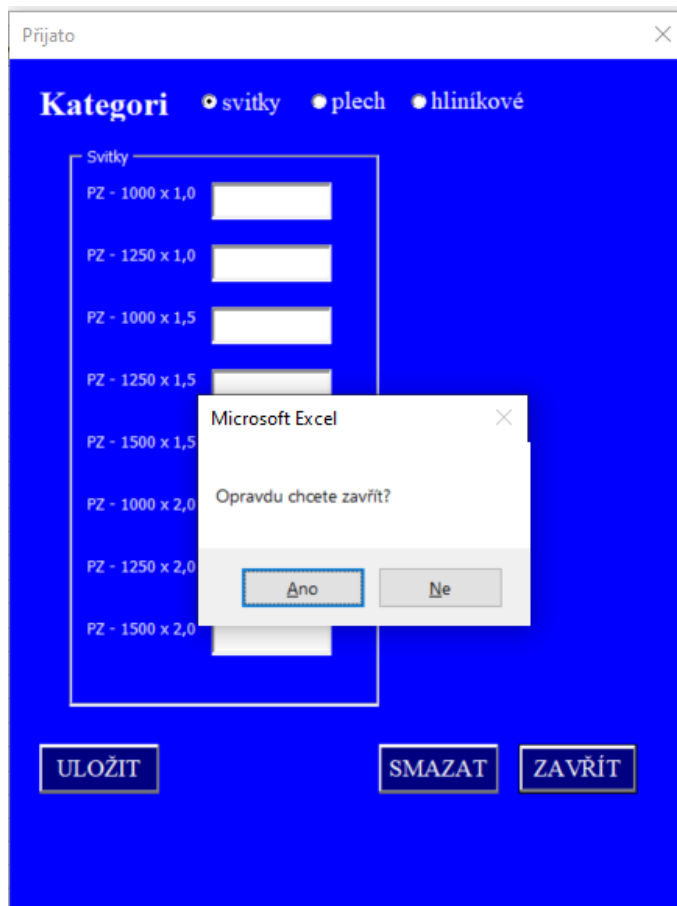 Přijato
Kategori svitky plech hliníkové
Svitky
PZ - 1000 x 1,0
PZ - 1250 x 1,0
PZ - 1000 x 1,5
PZ - 1250 x 1,5
PZ - 1500 x 1,5
PZ - 1000 x 2,0
PZ - 1250 x 2,0
PZ - 1500 x 2,0
Microsoft Excel
Opravdu chcete zavřít?
Ano Ne
ULOŽIT SMAZAT ZAVŘÍT